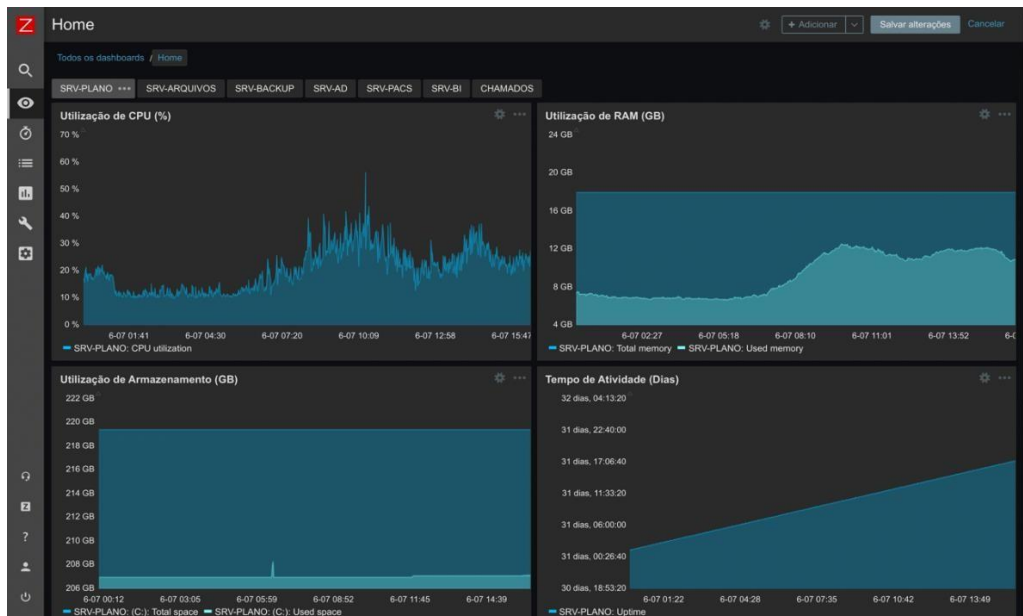 Z Home
+ Adicionar Salvar alterações Cancelar
Todos os dashboards / Home
SRV-PLANO SRV-ARQUIVOS SRV-BACKUP SRV-AD SRV-PACS SRV-BI CHAMADOS
Utilização de CPU (%)
70 %
60 %
50 %
40 %
30 %
20 %
10 %
0 %
6-07 01:41 6-07 04:30 6-07 07:20 6-07 10:09 6-07 12:58 6-07 15:47
SRV-PLANO: CPU utilization
Utilização de RAM (GB)
24 GB
20 GB
16 GB
12 GB
8 GB
4 GB
6-07 02:27 6-07 05:18 6-07 08:10 6-07 11:01 6-07 13:52
SRV-PLANO: Total memory SRV-PLANO: Used memory
Utilização de Armazenamento (GB)
222 GB
220 GB
218 GB
216 GB
214 GB
212 GB
210 GB
208 GB
206 GB
6-07 00:12 6-07 03:05 6-07 05:59 6-07 08:52 6-07 11:45 6-07 14:39
SRV-PLANO: (C:): Total space SRV-PLANO: (C:): Used space
Tempo de Atividade (Dias)
32 dias, 04:13:20
31 dias, 22:40:00
31 dias, 17:06:40
31 dias, 11:33:20
31 dias, 06:00:00
31 dias, 00:26:40
30 dias, 18:53:20
6-07 01:22 6-07 04:28 6-07 07:35 6-07 10:42 6-07 13:49
SRV-PLANO: Uptime
Z
?